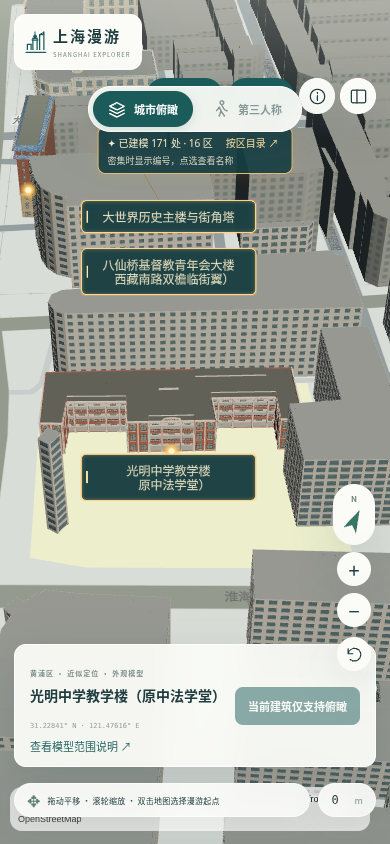 上海漫游
SHANGHAI EXPLORER
城市俯瞰
第三人称
✦ 已建模 171 处 · 16 区 按区目录 ↗
密集时显示编号，点选查看名称
大世界历史主楼与街角塔
八仙桥基督教青年会大楼
西藏南路双檐临街翼）
光明中学教学楼
原中法学堂）
N
淮海
+
−
黄浦区 · 近似定位 · 外观模型
光明中学教学楼（原中法学堂）
当前建筑仅支持俯瞰
31.22841° N · 121.47616° E
查看模型范围说明 ↗
拖动平移 · 滚轮缩放 · 双击地图选择漫游起点
0 m
OpenStreetMap